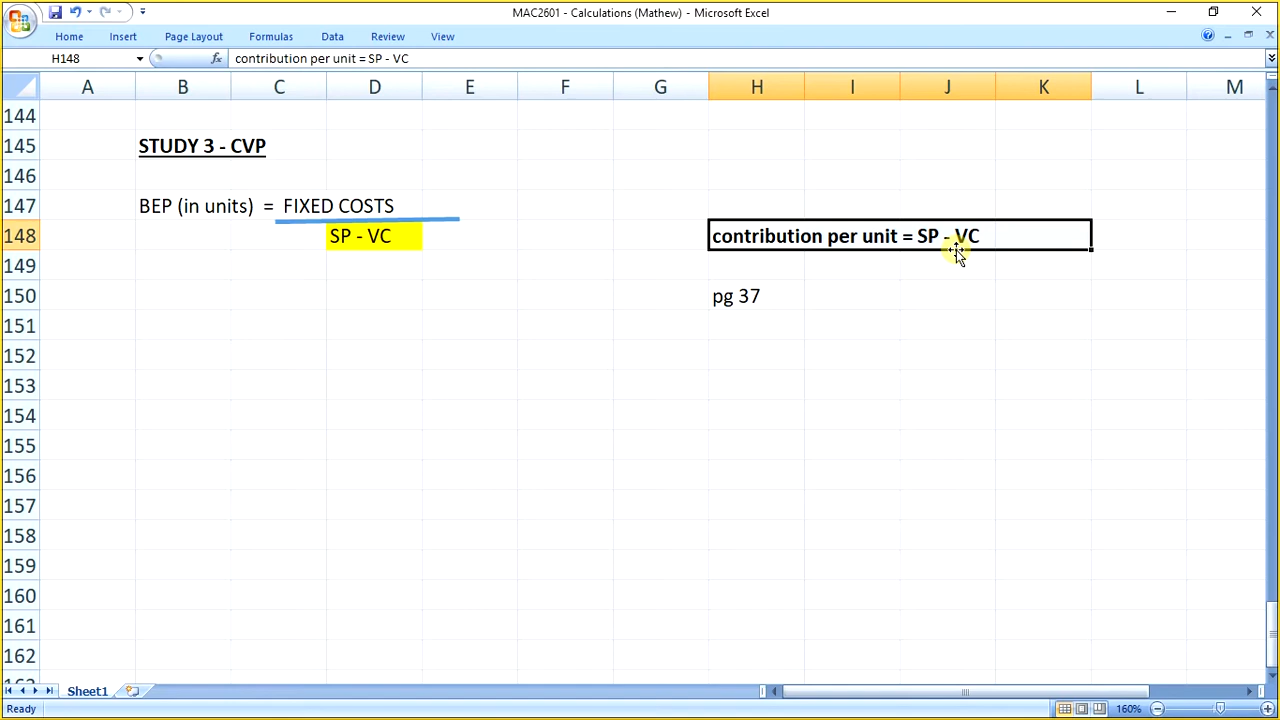 MAC2601 - Calculations (Mathew) - Microsoft Excel
Home Insert Page Layout Formulas Data Review View
H148 fx contribution per unit = SP - VC
A B C D E F G H I J K L M
144
145 STUDY 3 - CVP
146
147 BEP (in units) = FIXED COSTS
148 SP - VC contribution per unit = SP - VC
149
150 pg 37
151
152
153
154
155
156
157
158
159
160
161
162
Sheet1
Ready 160%